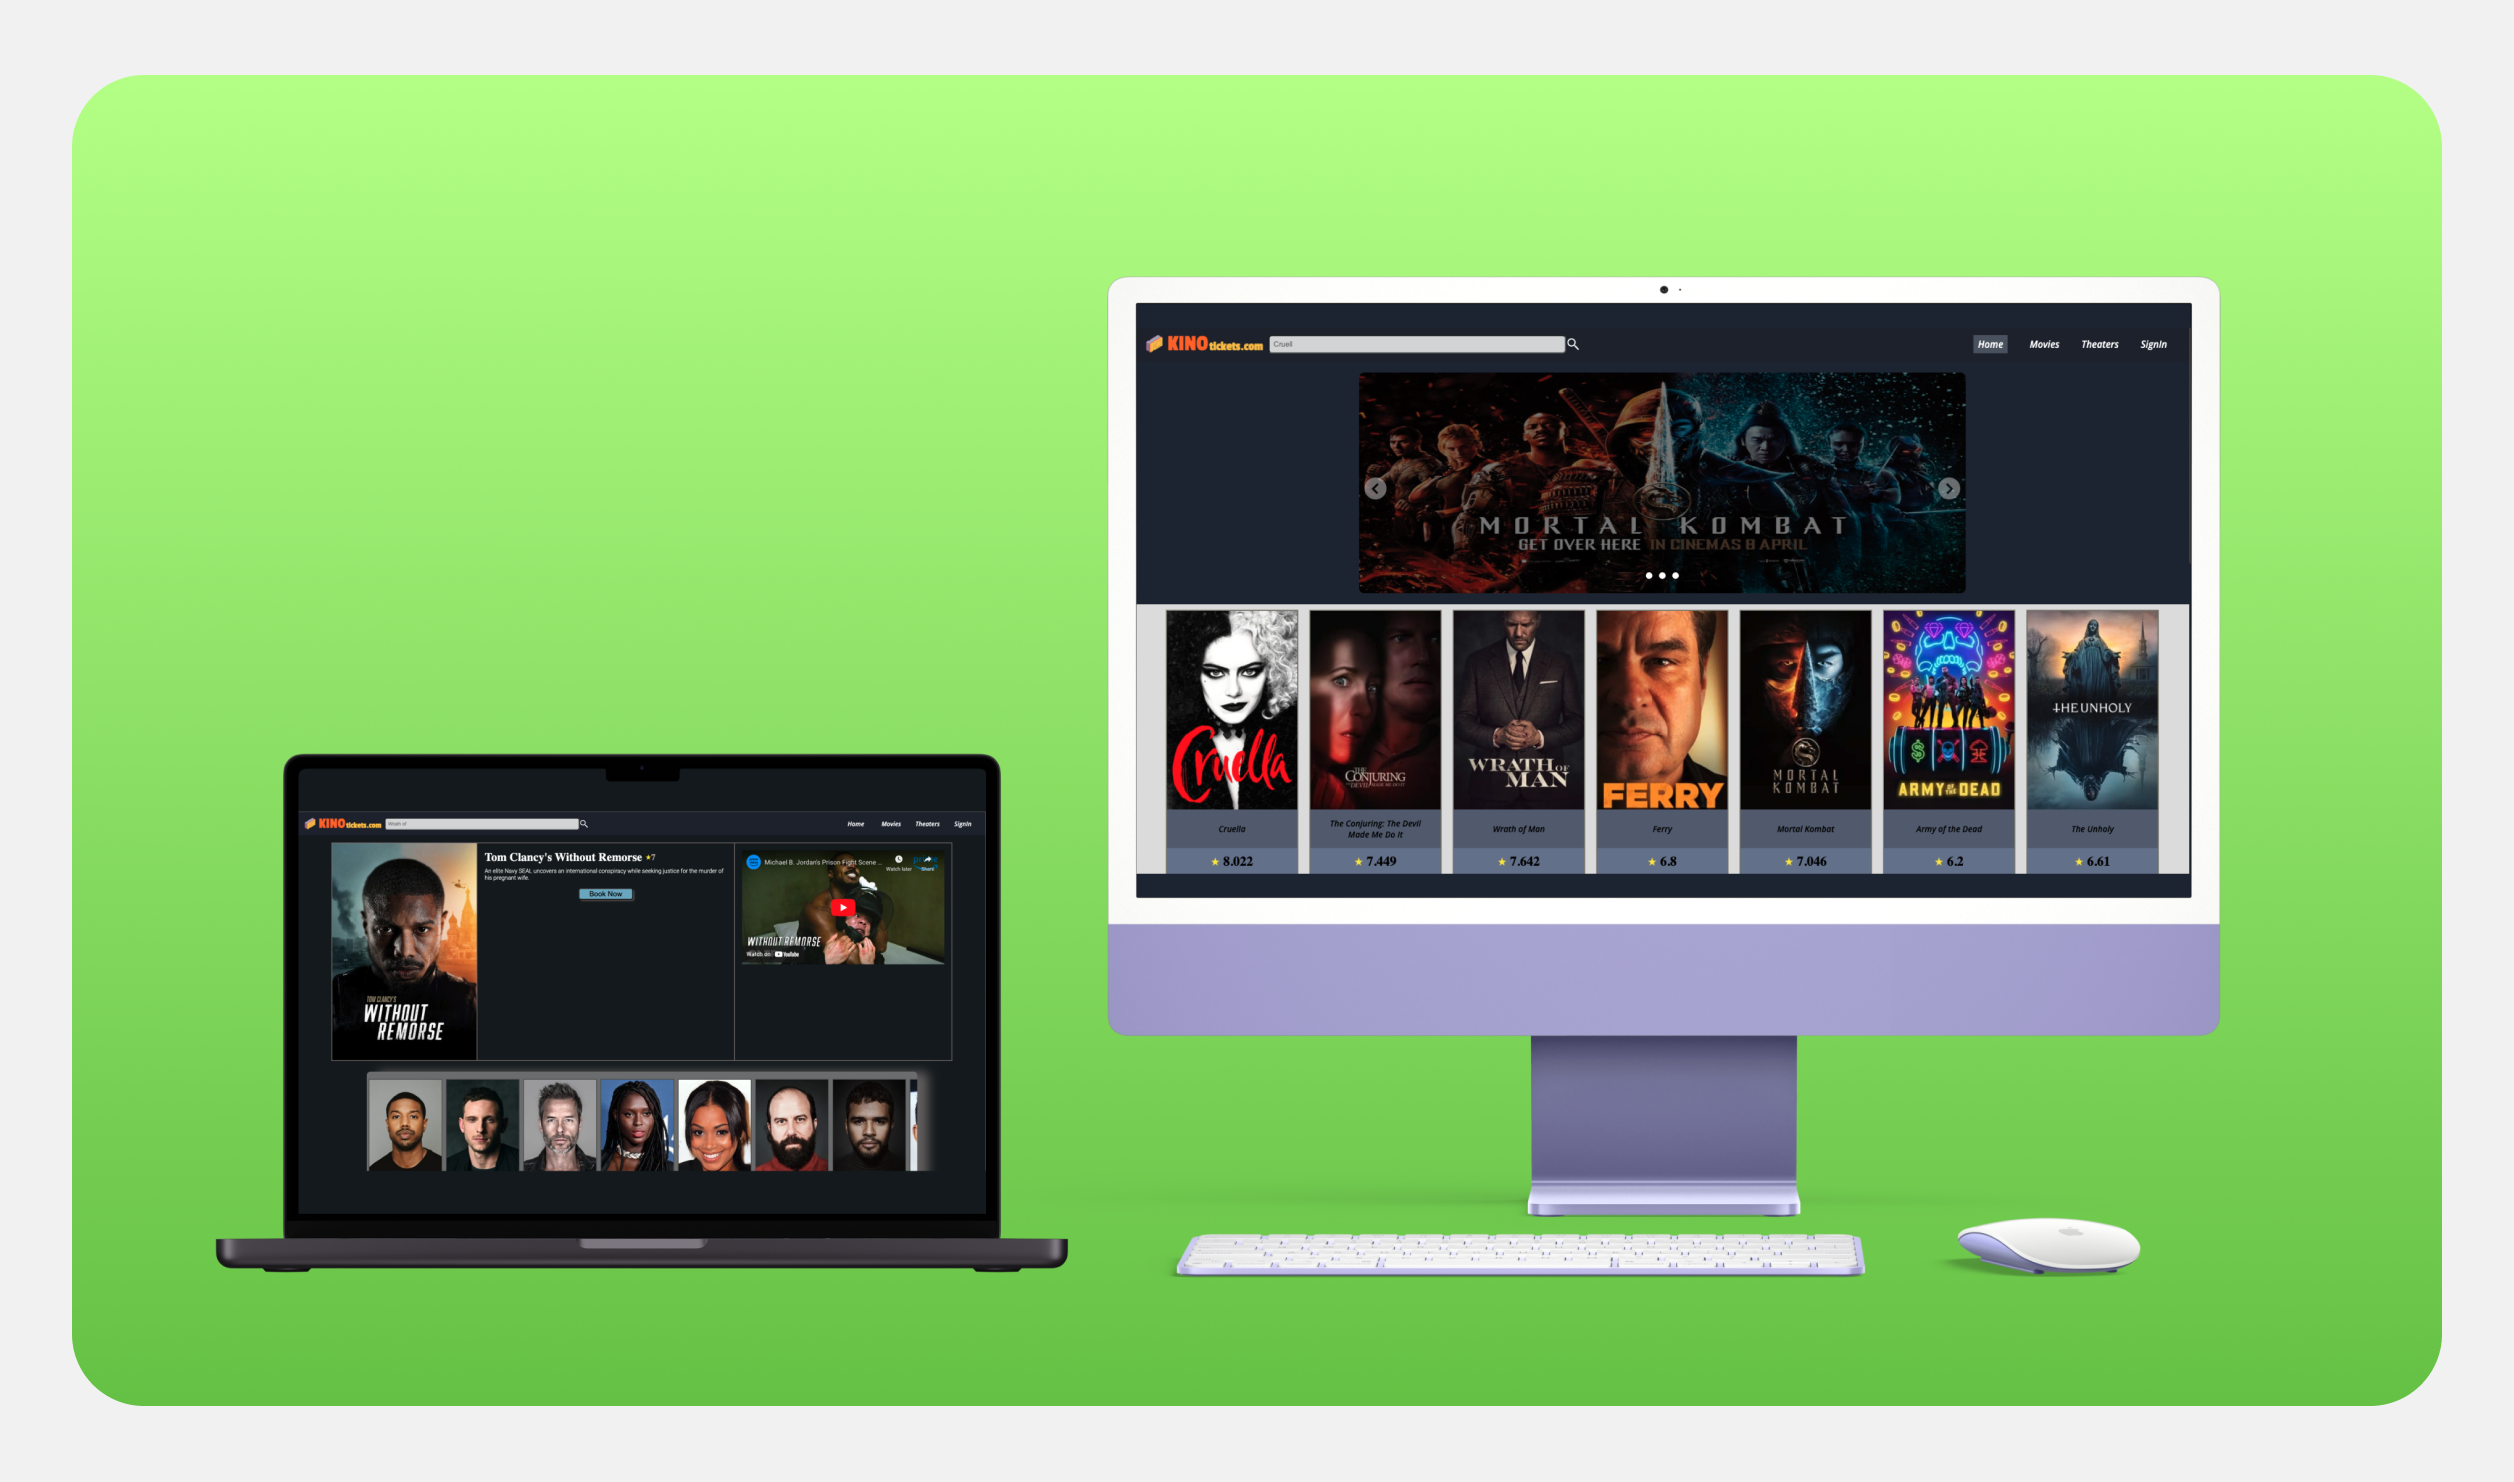 KINOtickets.com
Cruell
Home Movies Theaters SignIn
MORTAL KOMBAT
GET OVER HERE IN CINEMAS 8 APRIL
Cruella
THE CONJURING
THE DEVIL MADE ME DO IT
WRATH OF MAN
FERRY
MORTAL KOMBAT
ARMY OF THE DEAD
THE UNHOLY
Cruella
The Conjuring: The Devil
Made Me Do It
Wrath of Man
Ferry
Mortal Kombat
Army of the Dead
The Unholy
★ 8.022
★ 7.449
★ 7.642
★ 6.8
★ 7.046
★ 6.2
★ 6.61
KINOtickets.com
Wrath of
Home Movies Theaters SignIn
TOM CLANCY'S
WITHOUT
REMORSE
Tom Clancy's Without Remorse ★7
An elite Navy SEAL uncovers an international conspiracy while seeking justice for the murder of
his pregnant wife.
Book Now
Michael B. Jordan's Prison Fight Scene ...
Watch later
Share
WITHOUT REMORSE
Watch on YouTube